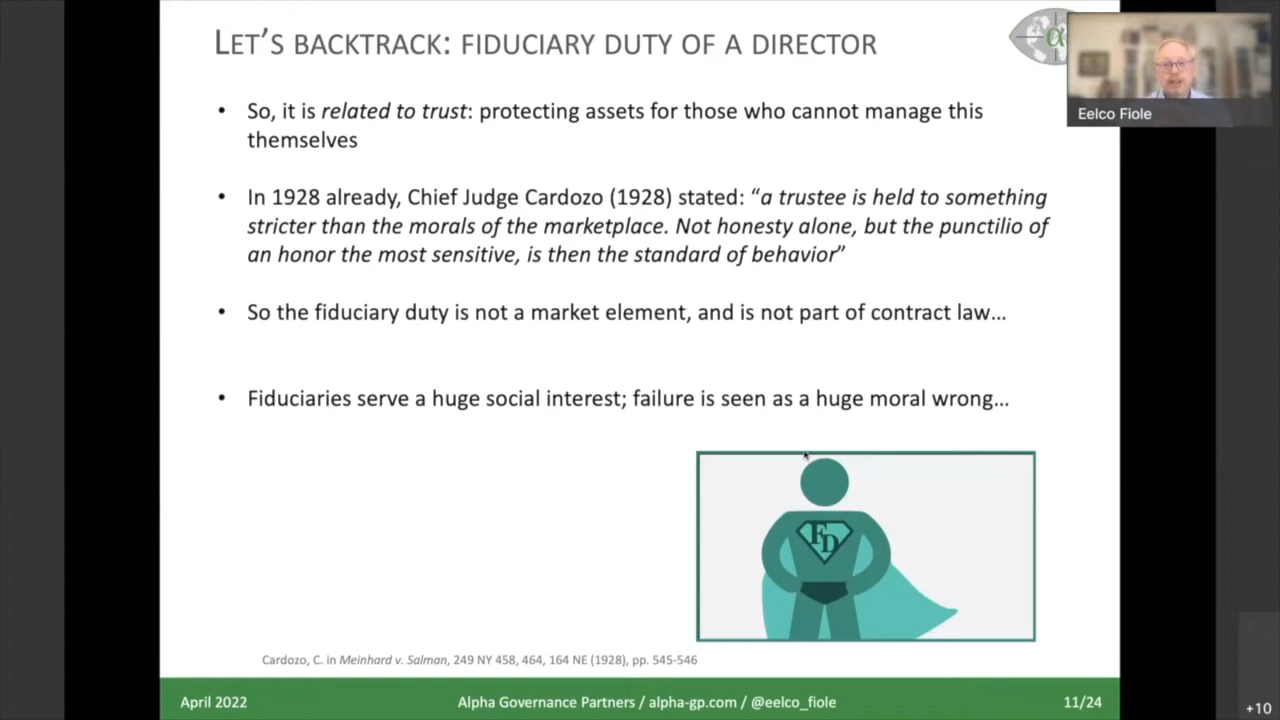 LET'S BACKTRACK: FIDUCIARY DUTY OF A DIRECTOR
α
Eelco Fiole
• So, it is related to trust: protecting assets for those who cannot manage this
themselves
• In 1928 already, Chief Judge Cardozo (1928) stated: “a trustee is held to something
stricter than the morals of the marketplace. Not honesty alone, but the punctilio of
an honor the most sensitive, is then the standard of behavior”
• So the fiduciary duty is not a market element, and is not part of contract law…
• Fiduciaries serve a huge social interest; failure is seen as a huge moral wrong…
FD
Cardozo, C. in Meinhard v. Salman, 249 NY 458, 464, 164 NE (1928), pp. 545-546
April 2022
Alpha Governance Partners / alpha-gp.com / @eelco_fiole
11/24
+10